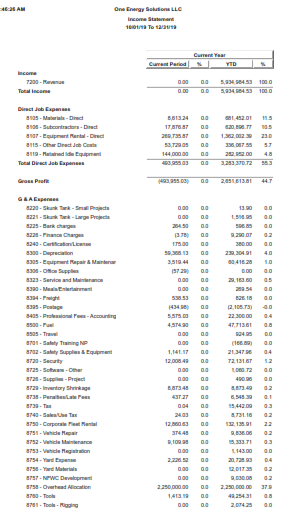 :45:25 AM
One Energy Solutions LLC
Income Statement
10/01/19 To 12/31/19
Current Year
Current Period % YTD %
Income
7200 - Revenue 0.00 0.0 5,934,984.53 100.0
Total Income 0.00 0.0 5,934,984.53 100.0
Direct Job Expenses
8105 - Materials - Direct 8,613.24 0.0 681,452.01 11.5
8106 - Subcontractors - Direct 17,876.87 0.0 620,896.77 10.5
8107 - Equipment Rental - Direct 269,735.87 0.0 1,362,002.39 23.0
8115 - Other Direct Job Costs 53,729.05 0.0 336,067.55 5.7
8119 - Retained Idle Equipment 144,000.00 0.0 282,952.00 4.8
Total Direct Job Expenses 493,955.03 0.0 3,283,370.72 55.3
Gross Profit (493,955.03) 0.0 2,651,613.81 44.7
G & A Expenses
8220 - Skunk Tank - Small Projects 0.00 0.0 13.90 0.0
8221 - Skunk Tank - Large Projects 0.00 0.0 1,516.95 0.0
8225 - Bank charges 264.50 0.0 596.65 0.0
8226 - Finance Charges (3.78) 0.0 9,290.07 0.2
8240 - Certification/License 175.00 0.0 380.00 0.0
8300 - Depreciation 59,368.08 0.0 239,304.91 4.0
8305 - Equipment Repair & Maintenan 3,519.44 0.0 60,416.28 1.0
8306 - Office Supplies (57.29) 0.0 0.00 0.0
8323 - Service and Maintenance 0.00 0.0 29,163.60 0.5
8390 - Meals/Entertainment 0.00 0.0 269.54 0.0
8394 - Freight 538.53 0.0 826.18 0.0
8395 - Postage (434.98) 0.0 (2,105.73) -0.0
8405 - Professional Fees - Accounting 5,575.03 0.0 22,300.00 0.4
8500 - Fuel 4,574.90 0.0 47,713.61 0.8
8505 - Travel 0.00 0.0 924.95 0.0
8701 - Safety Training NP 0.00 0.0 (166.89) 0.0
8702 - Safety Supplies & Equipment 1,141.17 0.0 21,347.96 0.4
8720 - Security 12,008.49 0.0 72,131.67 1.2
8725 - Software - Other 0.00 0.0 1,080.72 0.0
8726 - Supplies - Project 0.00 0.0 490.96 0.0
8729 - Inventory Shrinkage 8,673.48 0.0 8,673.49 0.2
8738 - Penalties/Late Fees 437.27 0.0 6,548.39 0.1
8739 - Tax 0.04 0.0 15,442.09 0.3
8740 - Sales/Use Tax 24.03 0.0 8,731.16 0.2
8750 - Corporate Fleet Rental 12,860.63 0.0 132,135.91 2.2
8751 - Vehicle Repair 374.48 0.0 9,836.06 0.2
8752 - Vehicle Maintenance 9,109.98 0.0 15,333.71 0.3
8753 - Vehicle Registration 0.00 0.0 1,143.00 0.0
8754 - Yard Expense 2,226.52 0.0 20,728.93 0.4
8756 - Yard Materials 0.00 0.0 12,017.35 0.2
8757 - NPWC Development 0.00 0.0 9,030.08 0.2
8758 - Overhead Allocation 2,250,000.00 0.0 2,250,000.00 37.9
8760 - Tools 1,413.19 0.0 49,254.31 0.8
8761 - Tools - Rigging 0.00 0.0 2,074.25 0.0